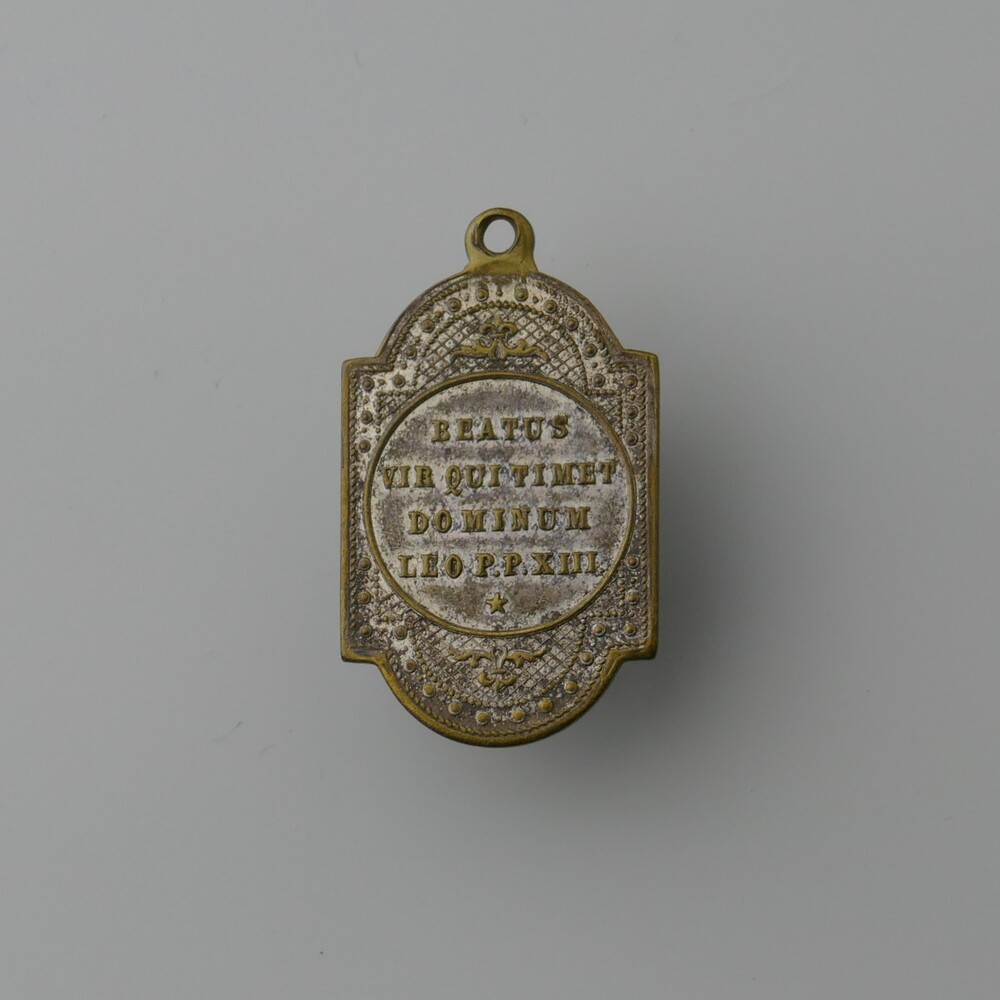 BEATUS
VIR QUI TIMET
DOMINUM
LEO P.P. XIII.